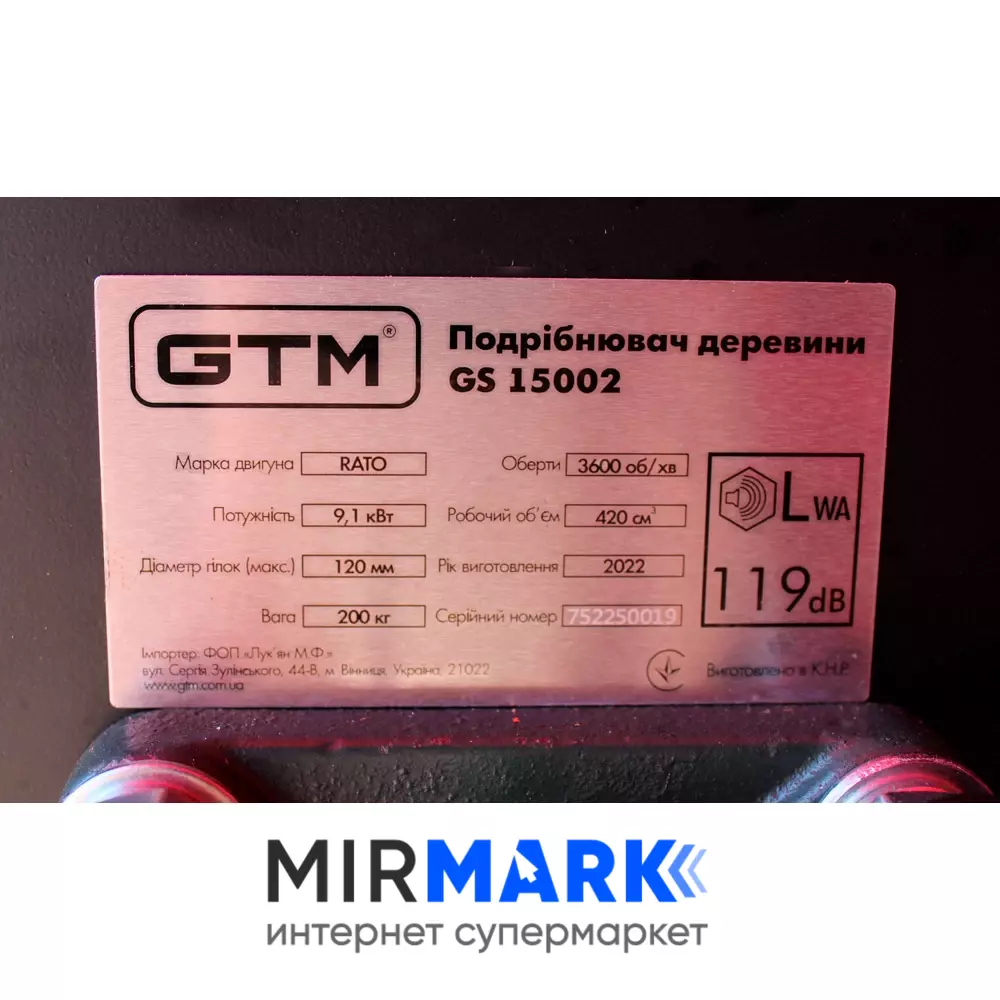 GTM®
Подрібнювач деревини
GS 15002
Марка двигуна RATO
Оберти 3600 об/хв
Потужність 9,1 кВт
Робочий об'єм 420 см³
Діаметр гілок (макс.) 120 мм
Рік виготовлення 2022
Вага 200 кг
Серійний номер 752250019
LWA
119dB
Імпортер: ФОП «Лук'ян М.Ф.»
вул. Сергія Зулінського, 44-В, м. Вінниця, Україна, 21022
www.gtm.com.ua
Виготовлено в К.Н.Р.
MIRMARK
интернет супермаркет